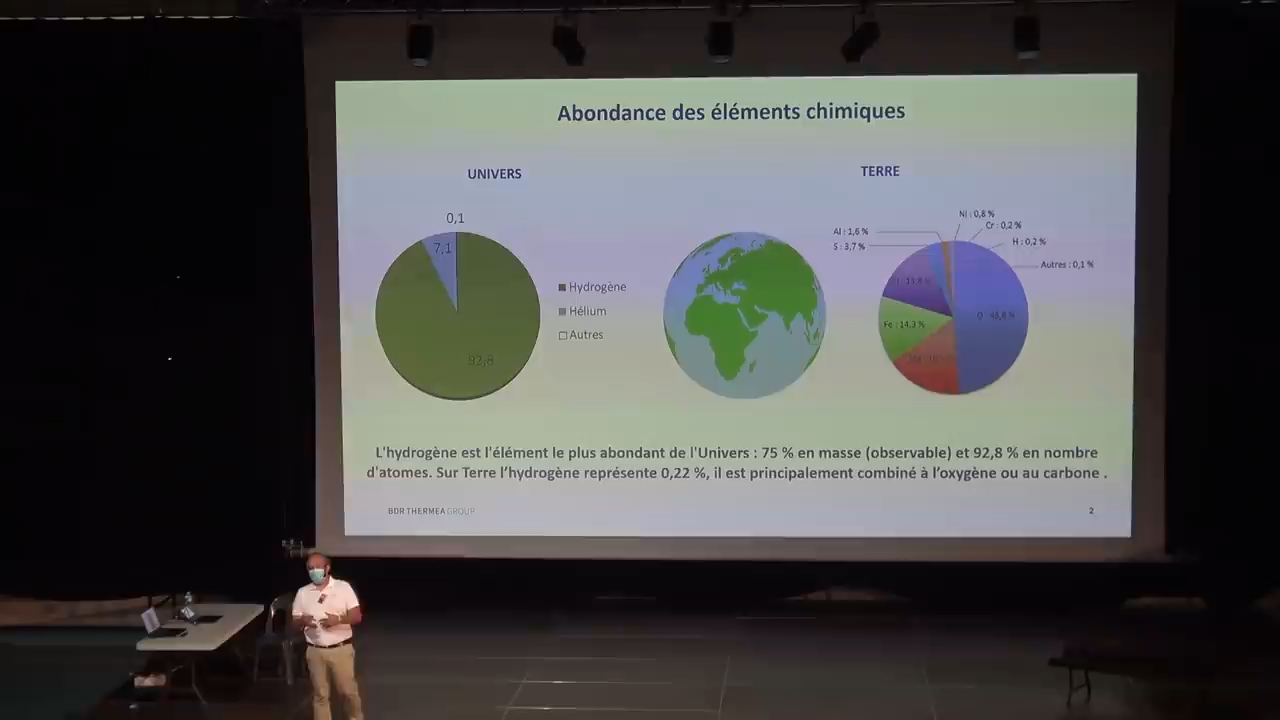 Abondance des éléments chimiques
UNIVERS
TERRE
0,1
7,1
92,8
Hydrogène
Hélium
Autres
Ni : 0,8 %
Cr : 0,2 %
Al : 1,6 %
S : 3,7 %
H : 0,2 %
Autres : 0,1 %
Fe : 14,3 %
L'hydrogène est l'élément le plus abondant de l'Univers : 75 % en masse (observable) et 92,8 % en nombre
d'atomes. Sur Terre l'hydrogène représente 0,22 %, il est principalement combiné à l'oxygène ou au carbone .
BDR THERMEA GROUP
2